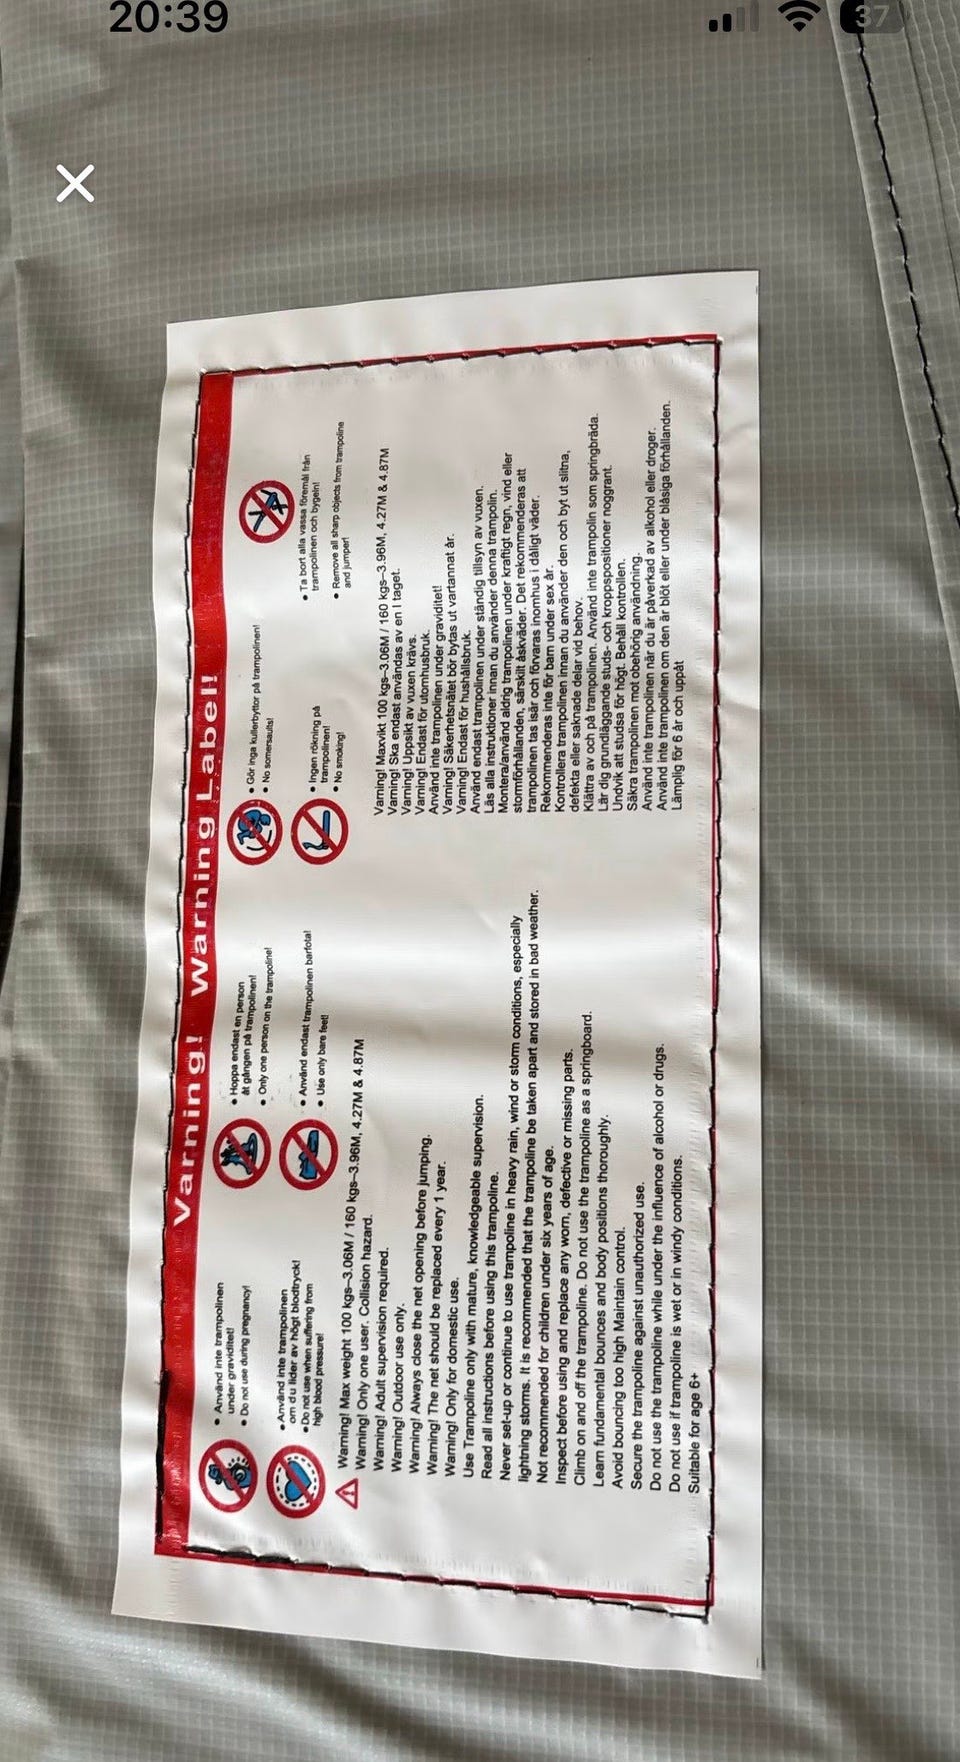 20:39
37
Varning! Warning Label!
• Använd inte trampolinen
under graviditet!
• Do not use during pregnancy!
• Använd inte trampolinen
om du lider av högt blodtryck!
• Do not use when suffering from
high blood pressure!
• Hoppa endast en person
åt gången på trampolinen!
• Only one person on the trampoline!
• Använd endast trampolinen barfota!
• Use only bare feet!
• Gör inga kullerbyttor på trampolinen!
• No somersaults!
• Ingen rökning på
trampolinen!
• No smoking!
• Ta bort alla vassa föremål från
trampolinen och bygeln!
• Remove all sharp objects from trampoline
and jumper!
Warning! Max weight 100 kgs–3.06M / 160 kgs–3.96M, 4.27M & 4.87M
Warning! Only one user. Collision hazard.
Warning! Adult supervision required.
Warning! Outdoor use only.
Warning! Always close the net opening before jumping.
Warning! The net should be replaced every 1 year.
Warning! Only for domestic use.
Use Trampoline only with mature, knowledgeable supervision.
Read all instructions before using this trampoline.
Never set-up or continue to use trampoline in heavy rain, wind or storm conditions, especially
lightning storms. It is recommended that the trampoline be taken apart and stored in bad weather.
Not recommended for children under six years of age.
Inspect before using and replace any worn, defective or missing parts.
Climb on and off the trampoline. Do not use the trampoline as a springboard.
Learn fundamental bounces and body positions thoroughly.
Avoid bouncing too high Maintain control.
Secure the trampoline against unauthorized use.
Do not use the trampoline while under the influence of alcohol or drugs.
Do not use if trampoline is wet or in windy conditions.
Suitable for age 6+
Varning! Maxvikt 100 kgs–3.06M / 160 kgs–3.96M, 4.27M & 4.87M
Varning! Ska endast användas av en I taget.
Varning! Uppsikt av vuxen krävs.
Varning! Endast för utomhusbruk.
Använd inte trampolinen under graviditet!
Varning! Säkerhetsnätet bör bytas ut vartannat år.
Varning! Endast för hushållsbruk.
Använd endast trampolinen under ständig tillsyn av vuxen.
Läs alla instruktioner innan du använder denna trampolin.
Montera/använd aldrig trampolinen under kraftigt regn, vind eller
stormförhållanden, särskilt åskväder. Det rekommenderas att
trampolinen tas isär och förvaras inomhus i dåligt väder.
Rekommenderas inte för barn under sex år.
Kontrollera trampolinen innan du använder den och byt ut slitna,
defekta eller saknade delar vid behov.
Klättra av och på trampolinen. Använd inte trampolin som springbräda.
Lär dig grundläggande studs- och kroppspositioner noggrant.
Undvik att studsa för högt. Behåll kontrollen.
Säkra trampolinen mot obehörig användning.
Använd inte trampolinen när du är påverkad av alkohol eller droger.
Använd inte trampolinen om den är blöt eller under blåsiga förhållanden.
Lämplig för 6 år och uppåt